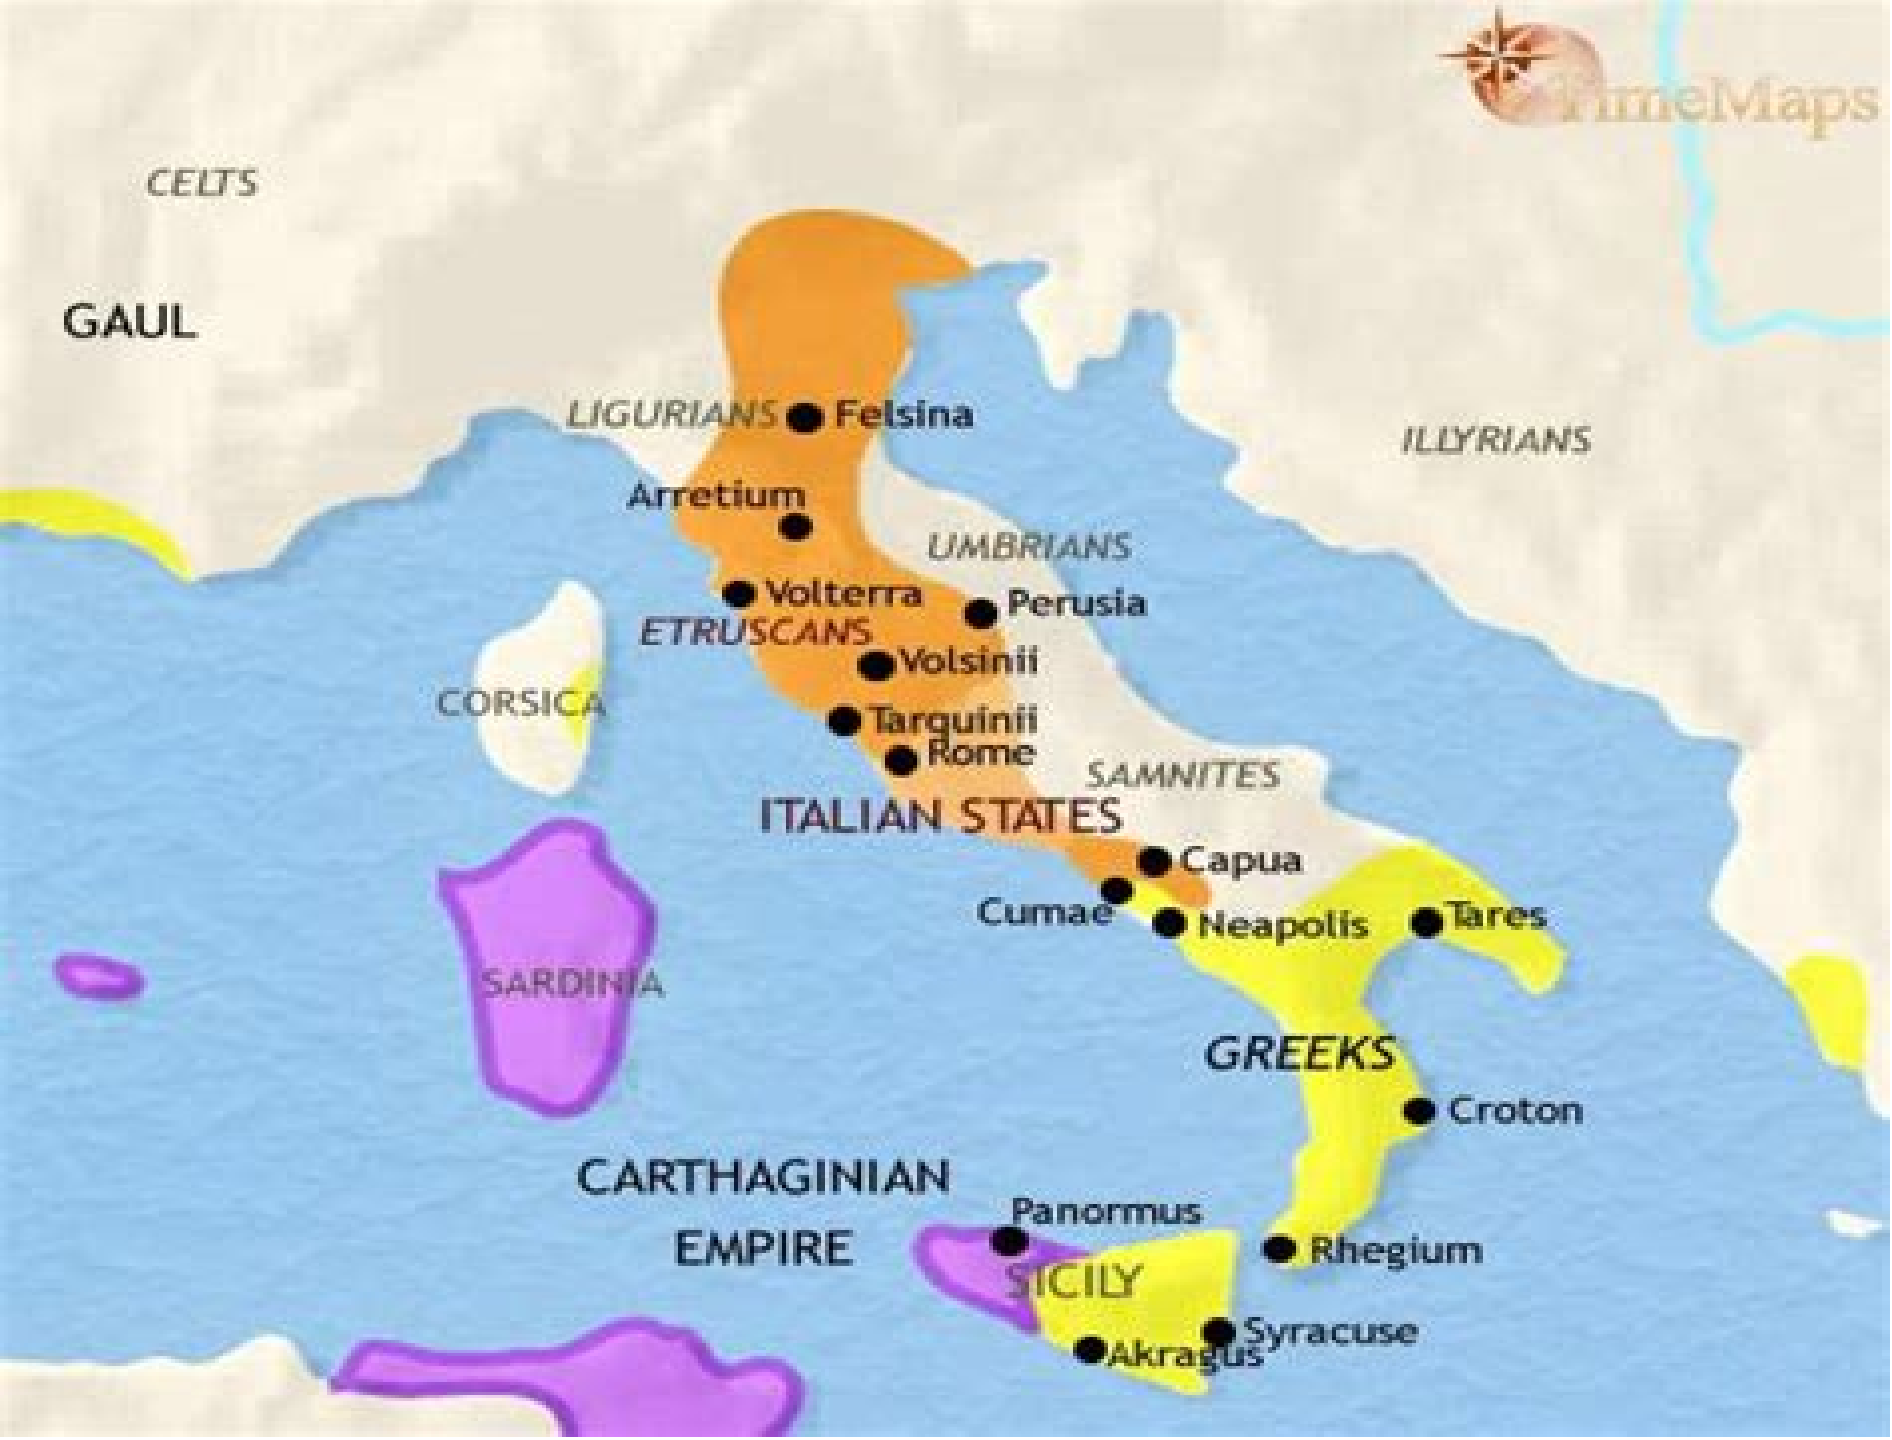 TimeMaps
CELTS
GAUL
LIGURIANS
Felsina
ILLYRIANS
Arretium
UMBRIANS
Volterra
Perusia
ETRUSCANS
Volsinii
CORSICA
Tarquinii
Rome
SAMNITES
ITALIAN STATES
Capua
Cumae
Neapolis
Tares
SARDINIA
GREEKS
Croton
CARTHAGINIAN
EMPIRE
Panormus
Rhegium
SICILY
Syracuse
Akragus